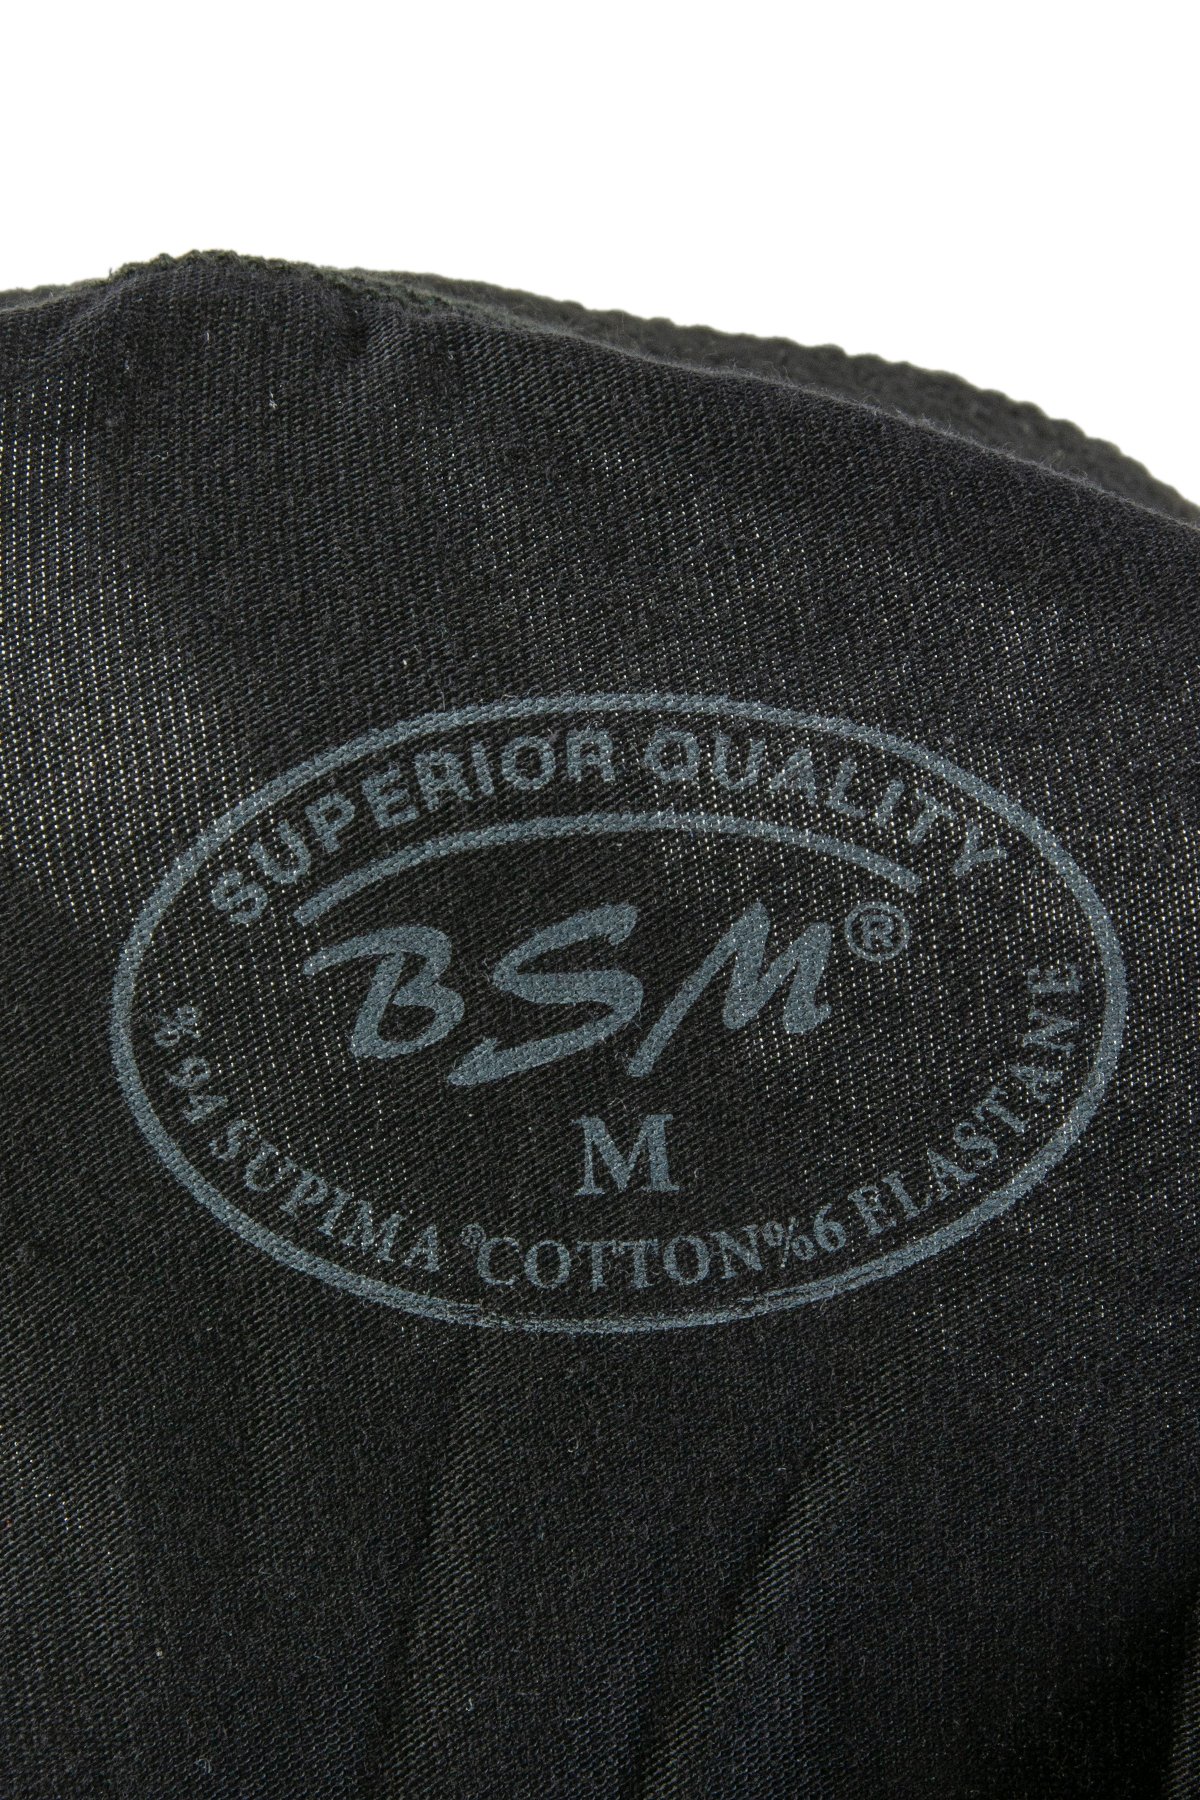 SUPERIOR QUALITY
BSM®
M
%94 SUPIMA ®COTTON %6 ELASTANE